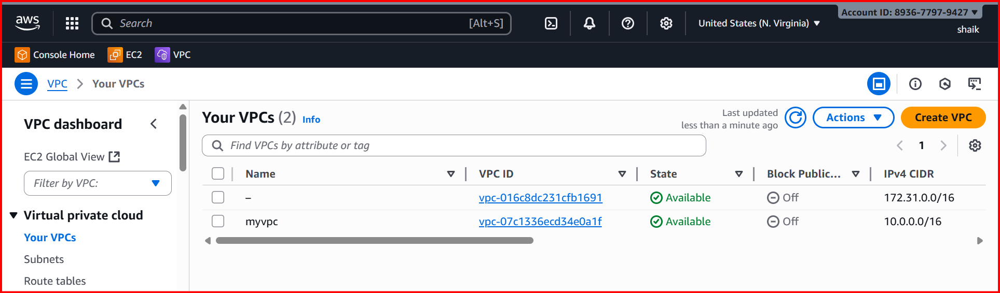 aws
Search [Alt+S]
United States (N. Virginia)
Account ID: 8936-7797-9427
shaik
Console Home EC2 VPC
VPC Your VPCs
VPC dashboard
EC2 Global View
Filter by VPC:
Virtual private cloud
Your VPCs
Subnets
Route tables
Your VPCs (2) Info
Last updated
less than a minute ago
Actions
Create VPC
Find VPCs by attribute or tag
1
Name VPC ID State Block Public... IPv4 CIDR
– vpc-016c8dc231cfb1691 Available Off 172.31.0.0/16
myvpc vpc-07c1336ecd34e0a1f Available Off 10.0.0.0/16